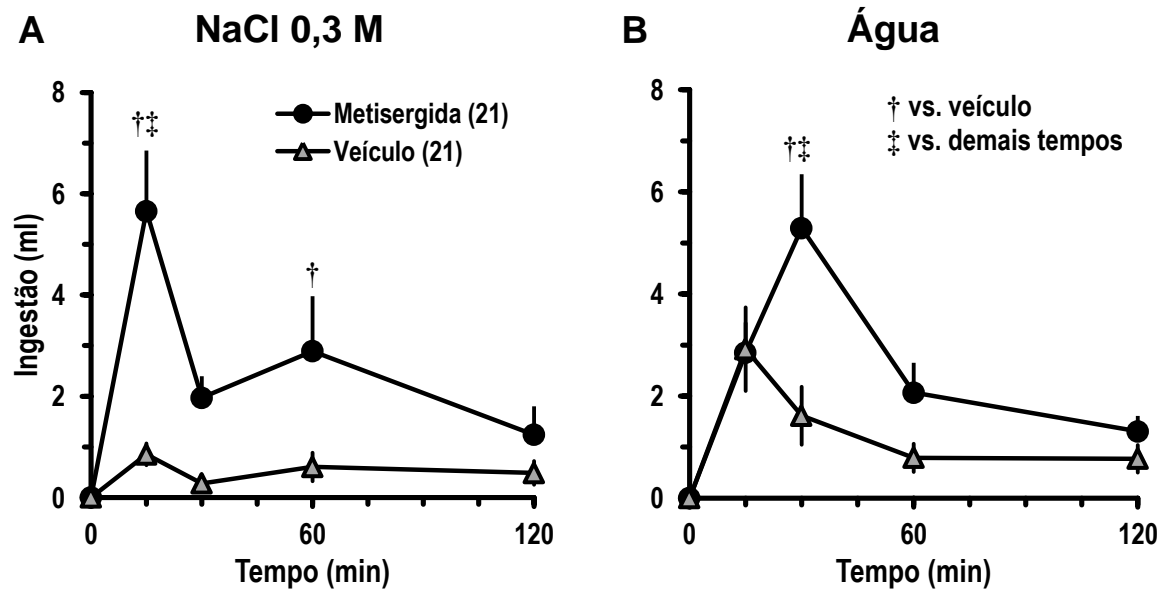 A NaCl 0,3 M
8
6
4
2
0
Ingestão (ml)
†‡
†
Metisergida (21)
Veículo (21)
0 60 120
Tempo (min)
B Água
8
6
4
2
0
†‡
† vs. veículo
‡ vs. demais tempos
0 60 120
Tempo (min)